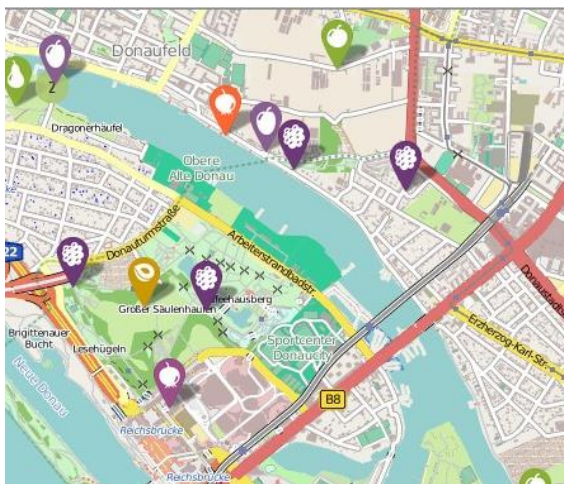 Donaufeld
Z
Dragonerhäufel
Obere
Alte Donau
Donauturmstraße
Arbeiterstrandbadstr.
22
Großer Säulenhaufen
Brigittenauer
Bucht
Lesehügeln
Sportcenter
Donaucity
Erzherzog-Karl-Str.
Neue Donau
B8
Reichsbrücke
Reichsbrücke